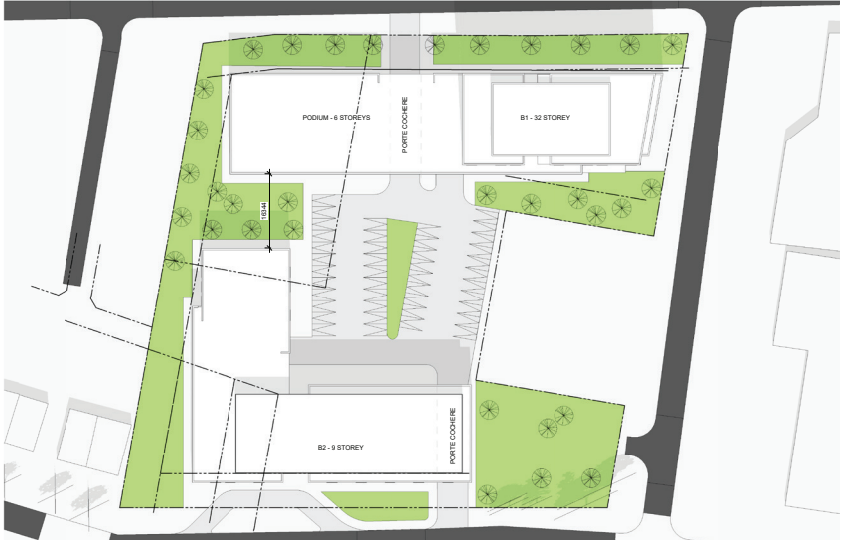 PODIUM - 6 STOREYS
PORTE COCHERE
B1 - 32 STOREY
16344
B2 - 9 STOREY
PORTE COCHERE